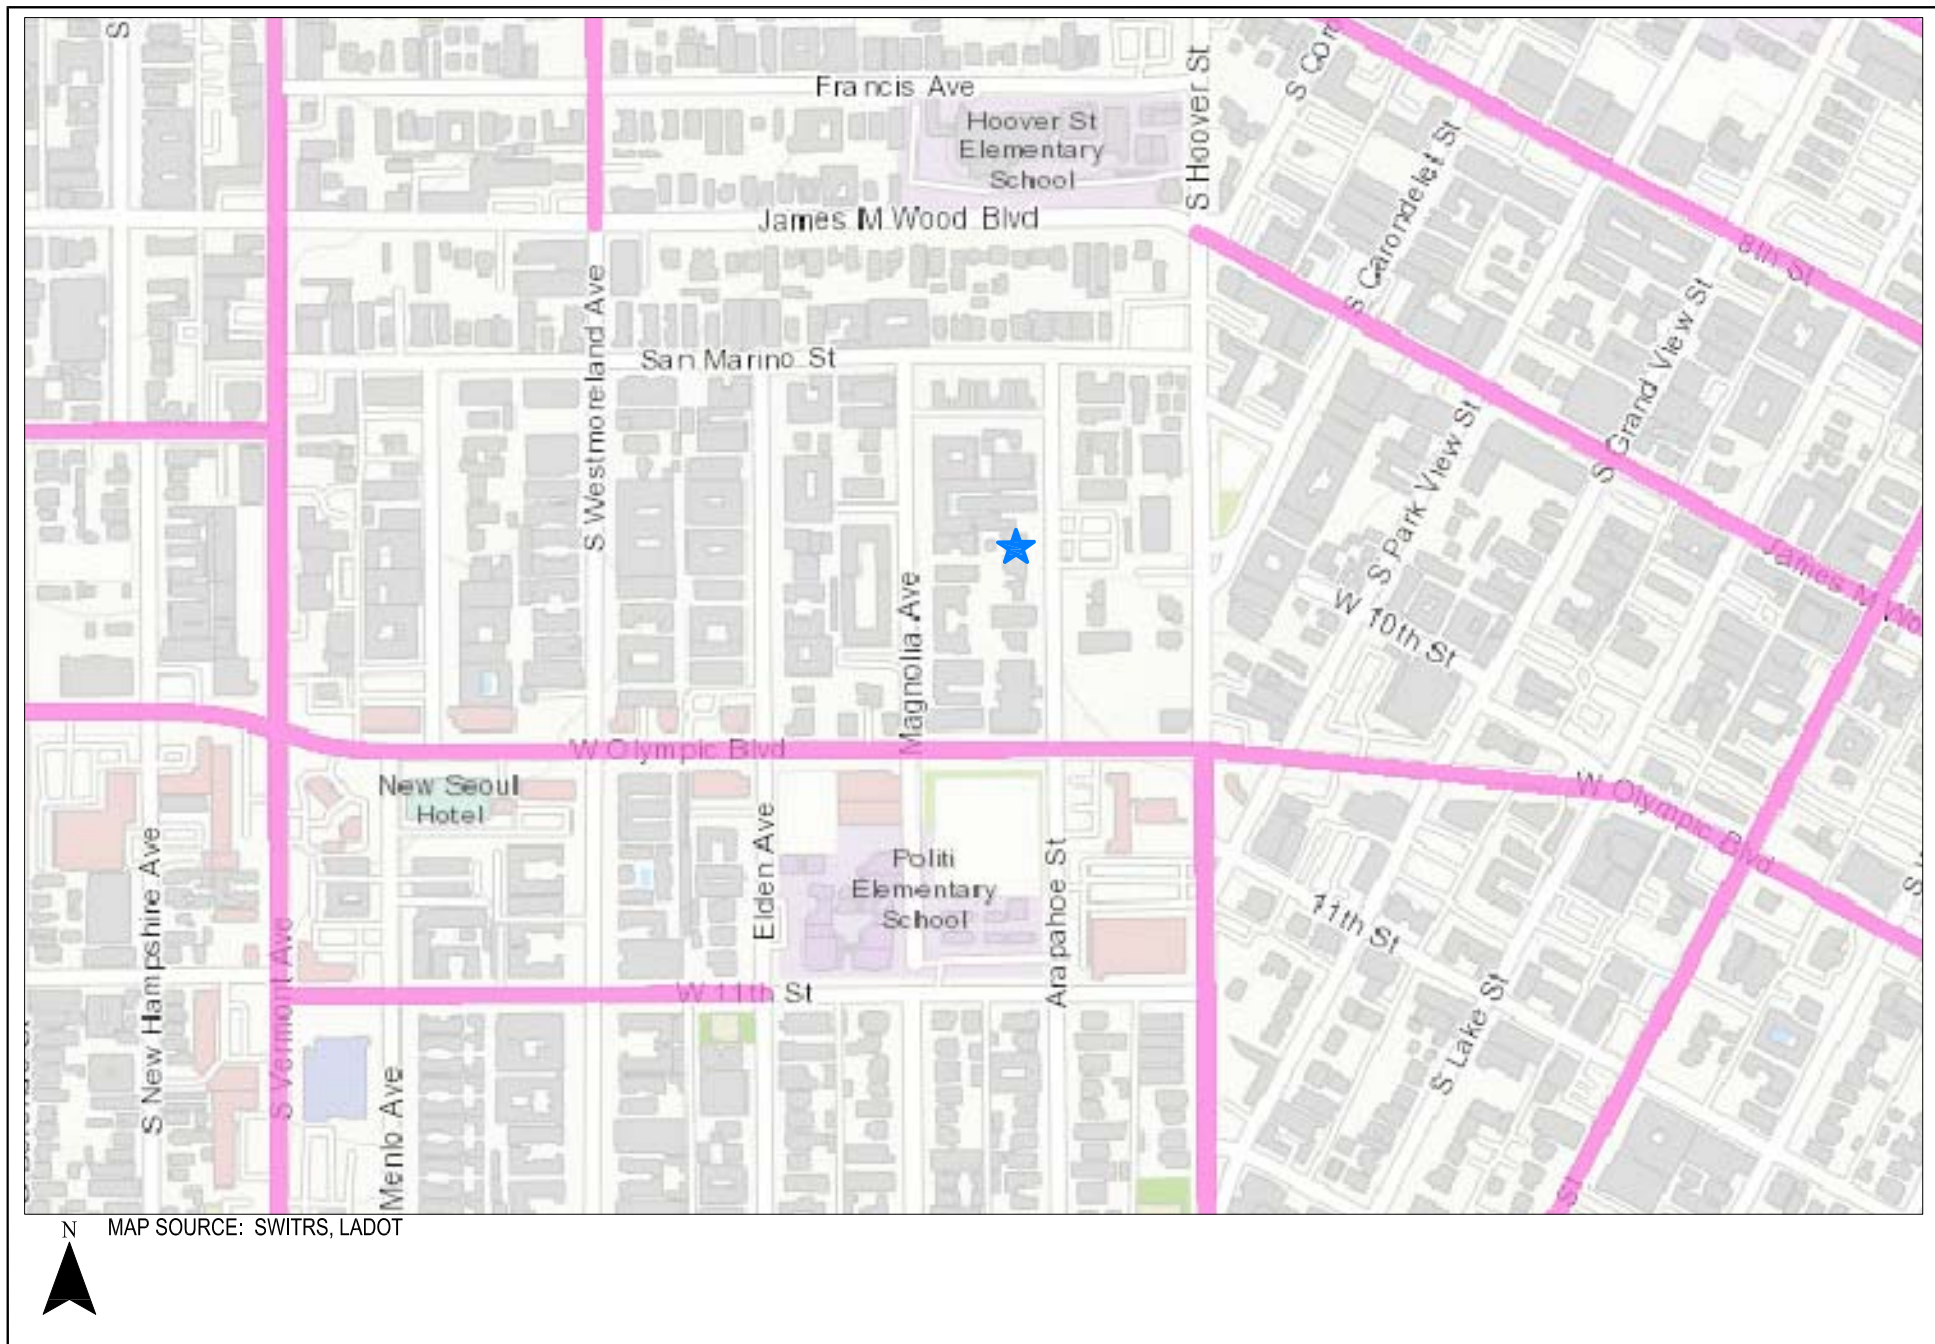 S
Francis Ave
Hoover St
Elementary
School
S Hoover St
S Carondelet St
James M Wood Blvd
8th St
S Westmoreland Ave
San Marino St
S Grand View St
S Park View St
James M Wo
W 10th St
Magnolia Ave
W Olympic Blvd
W Olympic Blvd
New Seoul
Hotel
Elden Ave
Politi
Elementary
School
Arapahoe St
S New Hampshire Ave
S Vermont Ave
11th St
S
W 11th St
S Lake St
Menlo Ave
St
N
MAP SOURCE: SWITRS, LADOT